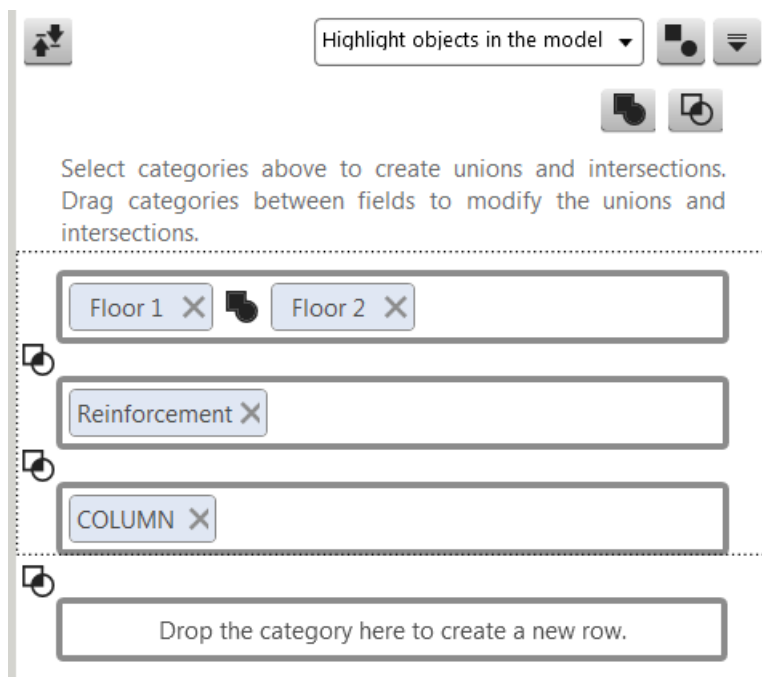 Highlight objects in the model
Select categories above to create unions and intersections.
Drag categories between fields to modify the unions and
intersections.
Floor 1 Floor 2
Reinforcement
COLUMN
Drop the category here to create a new row.